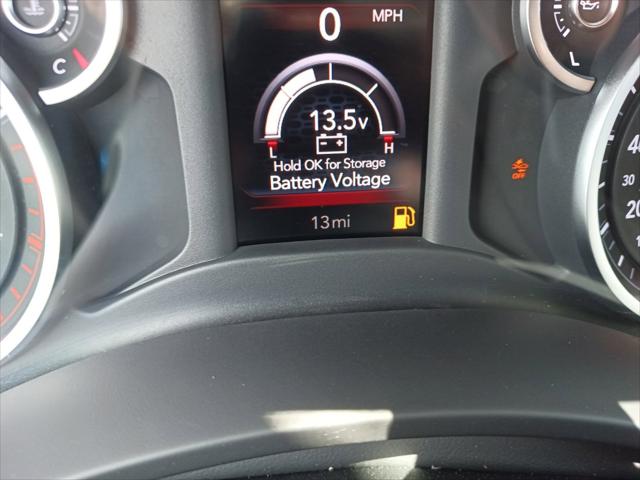 0 MPH
C
L
13.5v
L H
Hold OK for Storage
Battery Voltage
13mi
OFF
40
30
20